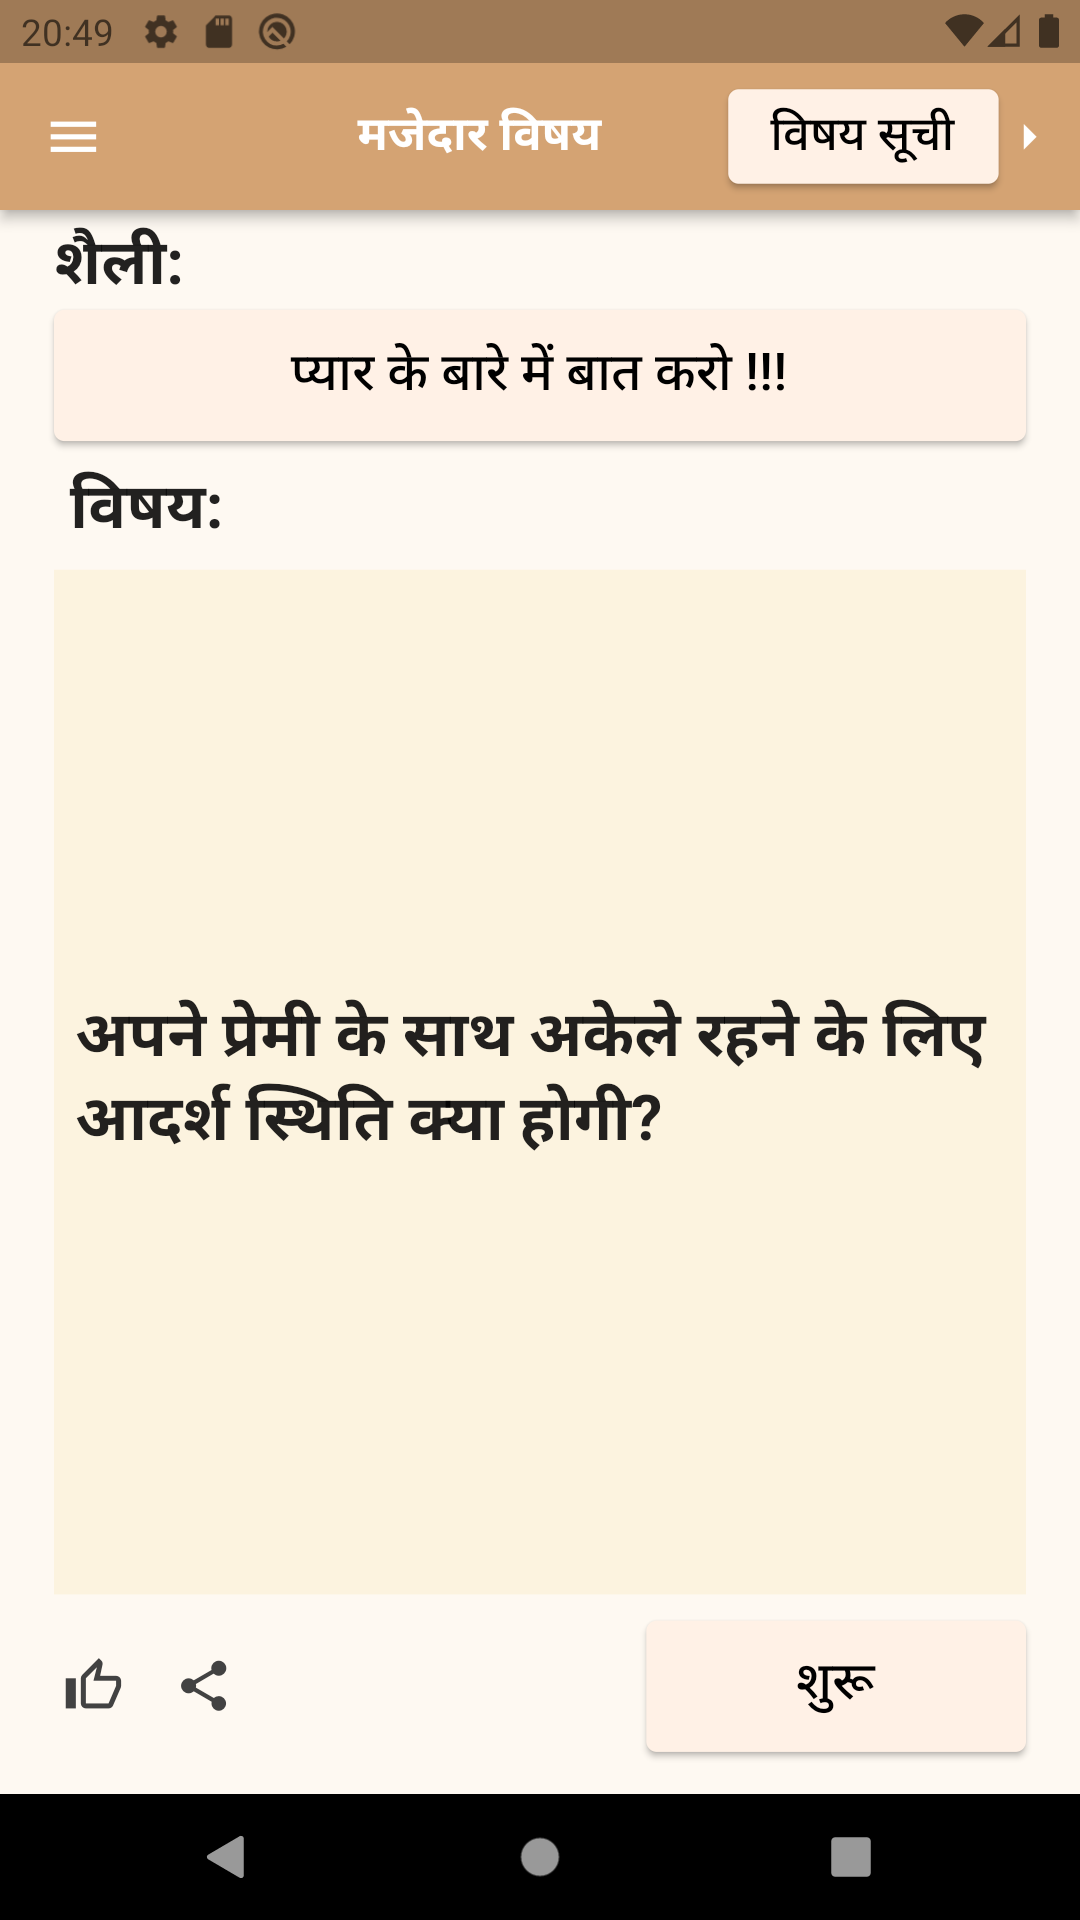 20:49
मजेदार विषय
विषय सूची
शैली:
प्यार के बारे में बात करो !!!
विषय:
अपने प्रेमी के साथ अकेले रहने के लिए
आदर्श स्थिति क्या होगी?
शुरू